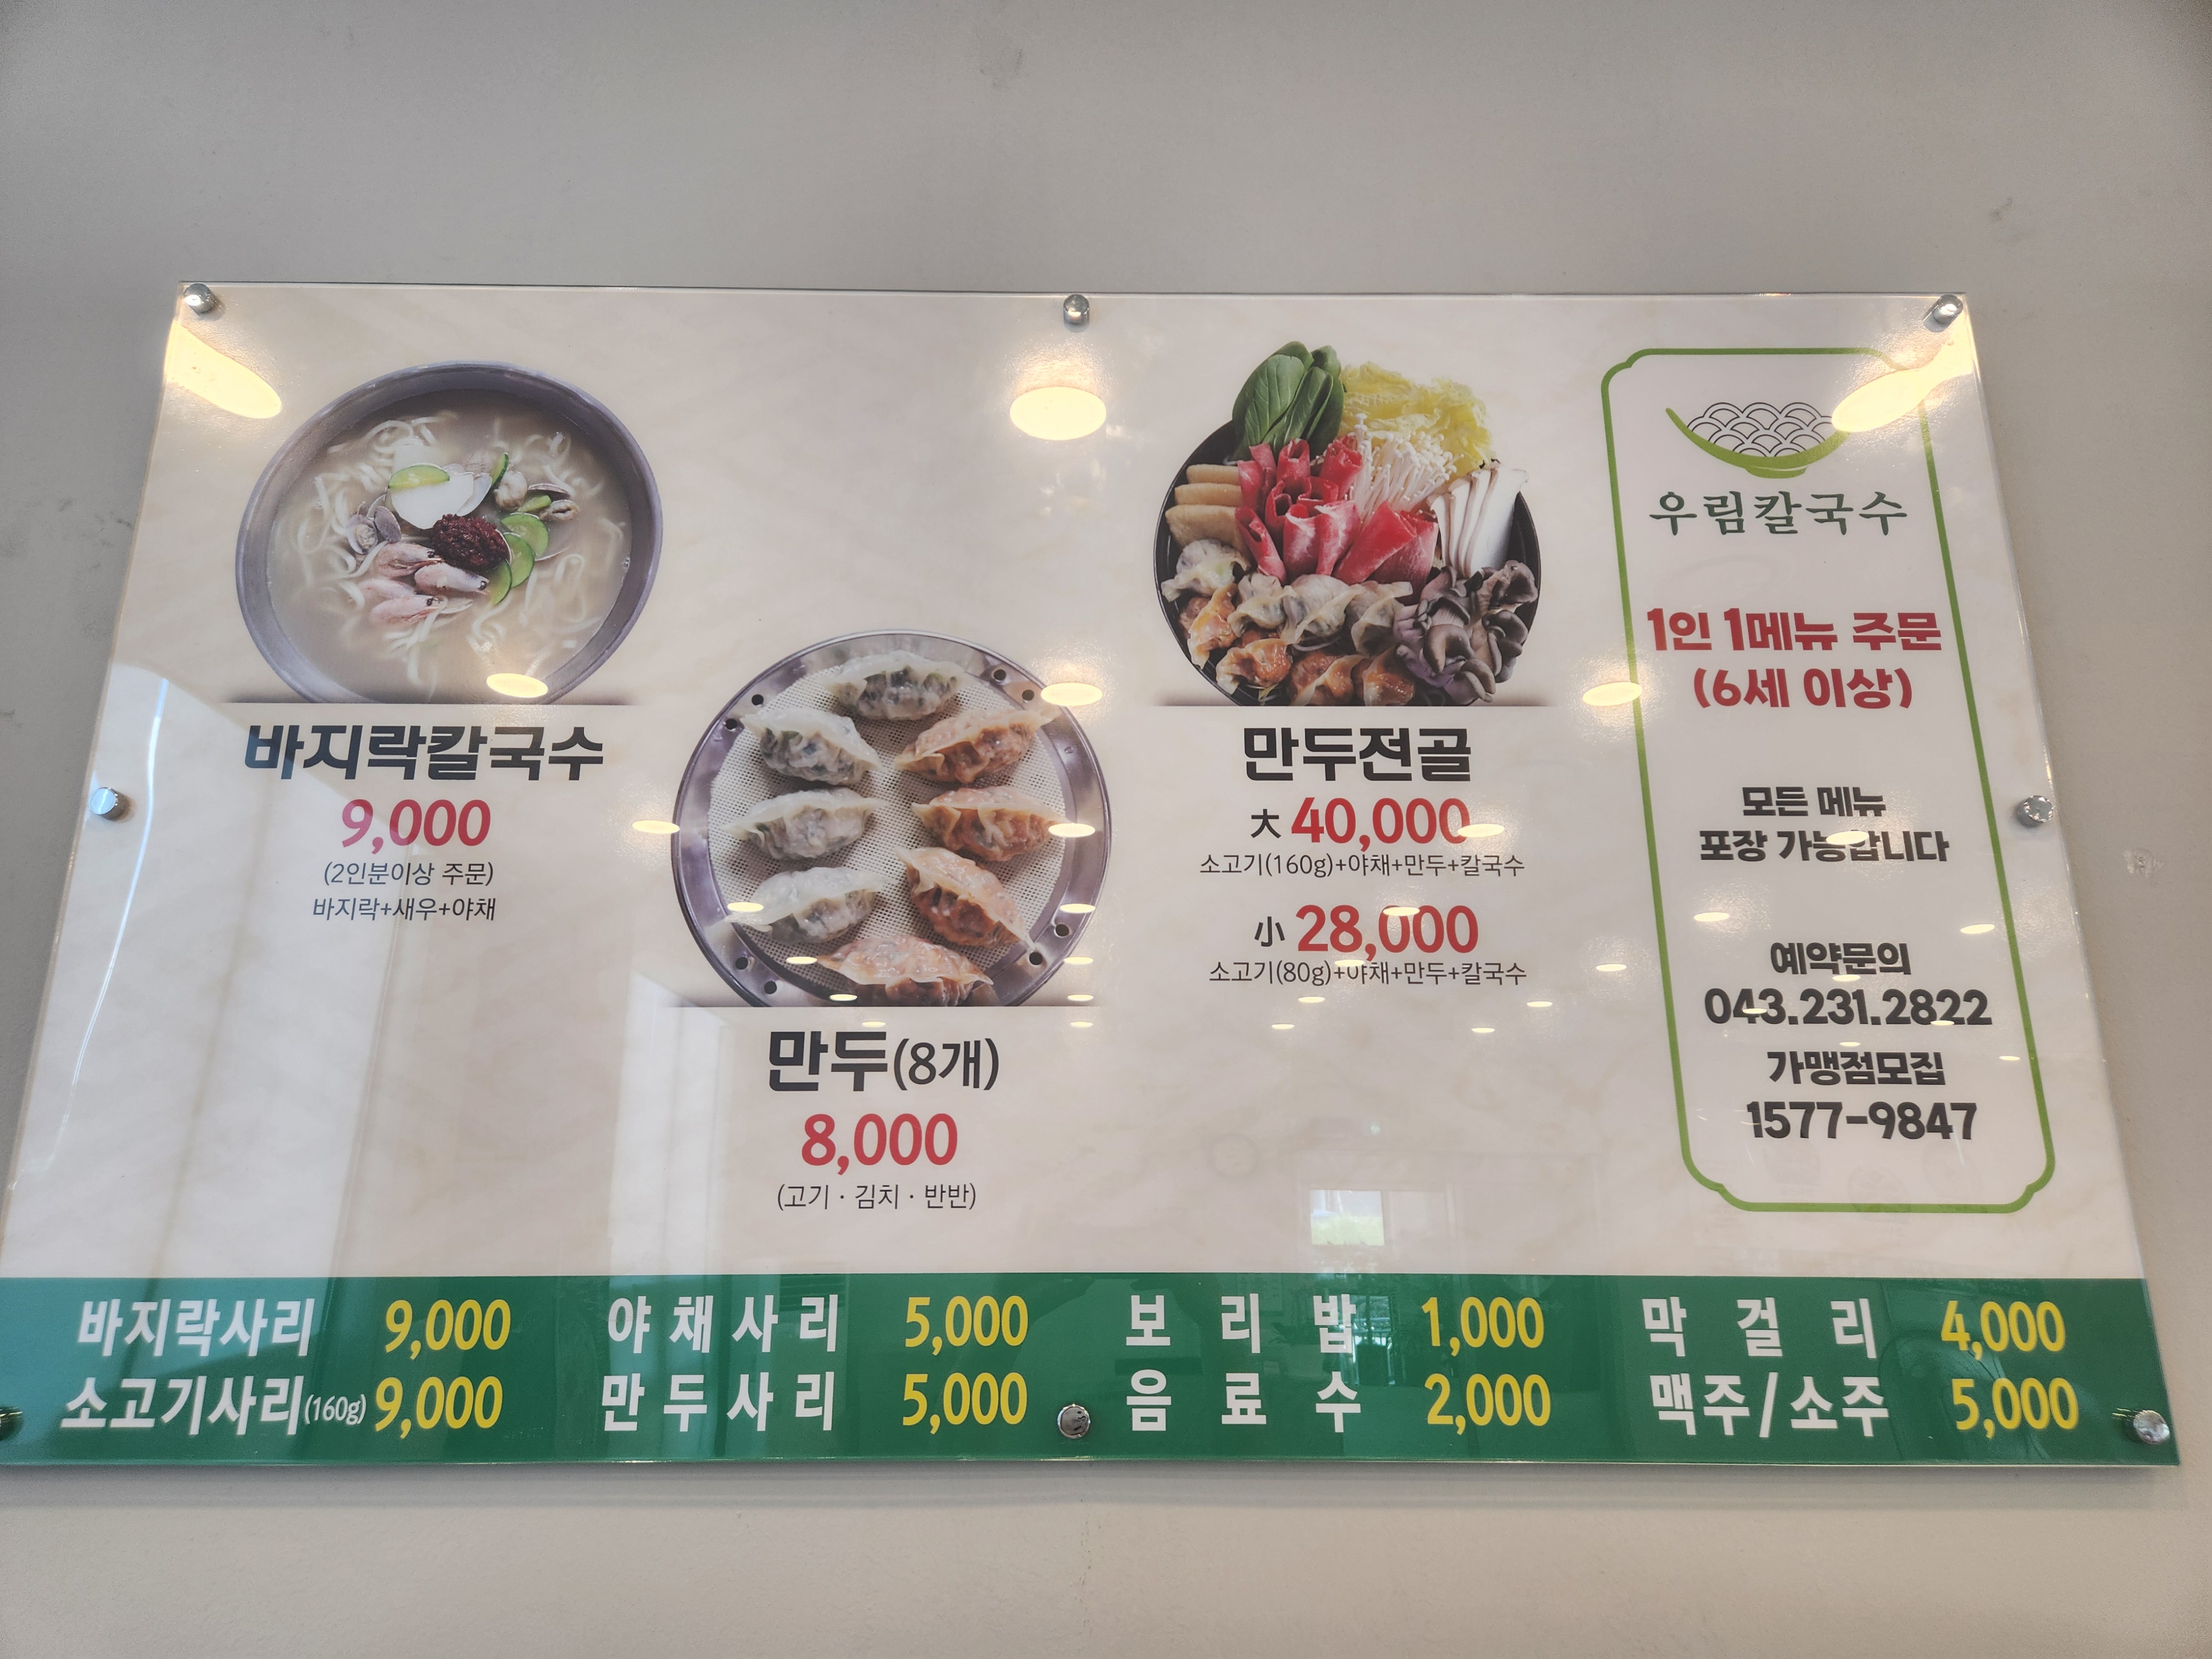 바지락칼국수
9,000
(2인분이상 주문)
바지락+새우+야채
만두(8개)
8,000
(고기 · 김치 · 반반)
만두전골
大 40,000
소고기(160g)+야채+만두+칼국수
小 28,000
소고기(80g)+야채+만두+칼국수
우림칼국수
1인 1메뉴 주문
(6세 이상)
모든 메뉴
포장 가능합니다
예약문의
043.231.2822
가맹점모집
1577-9847
바지락사리 9,000 야채사리 5,000 보리밥 1,000 막걸리 4,000
소고기사리(160g) 9,000 만두사리 5,000 음료수 2,000 맥주/소주 5,000